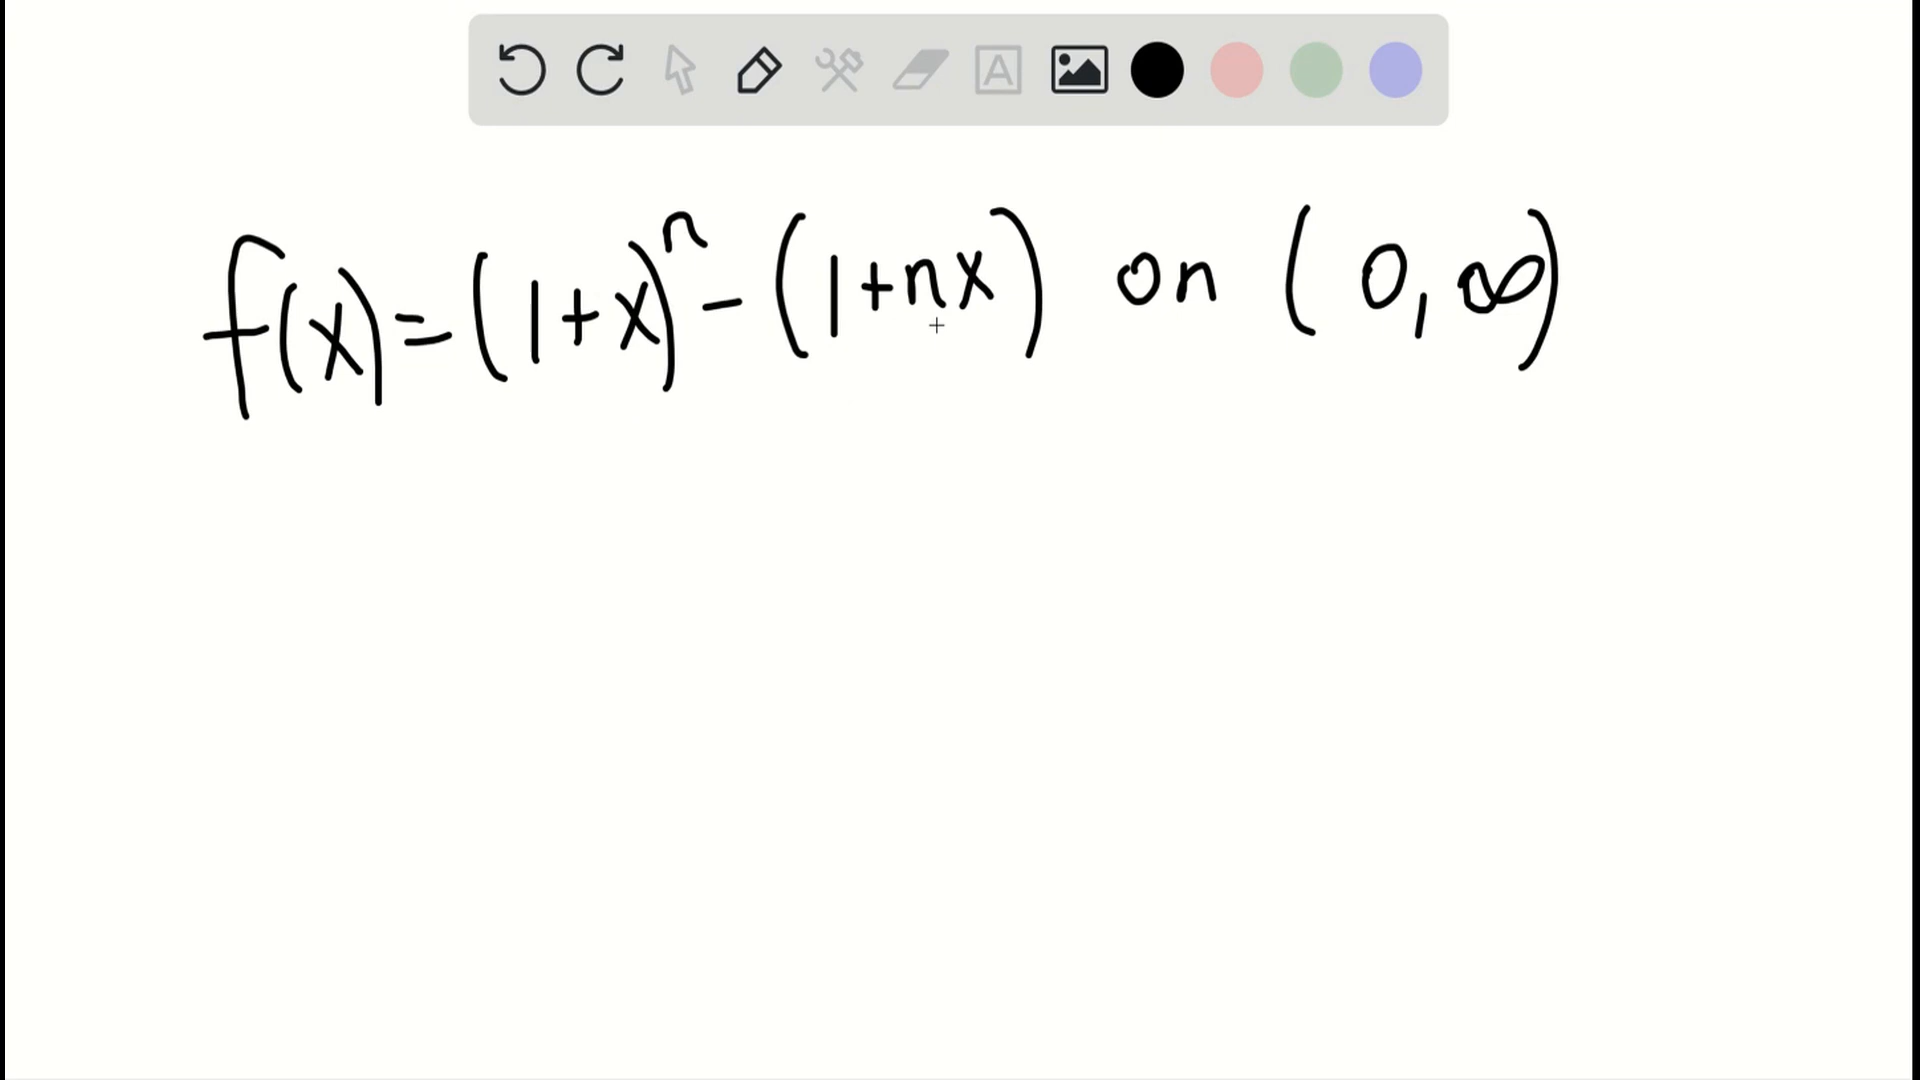 f(x)=(1+x)^n-(1+nx) on (0,∞)
A